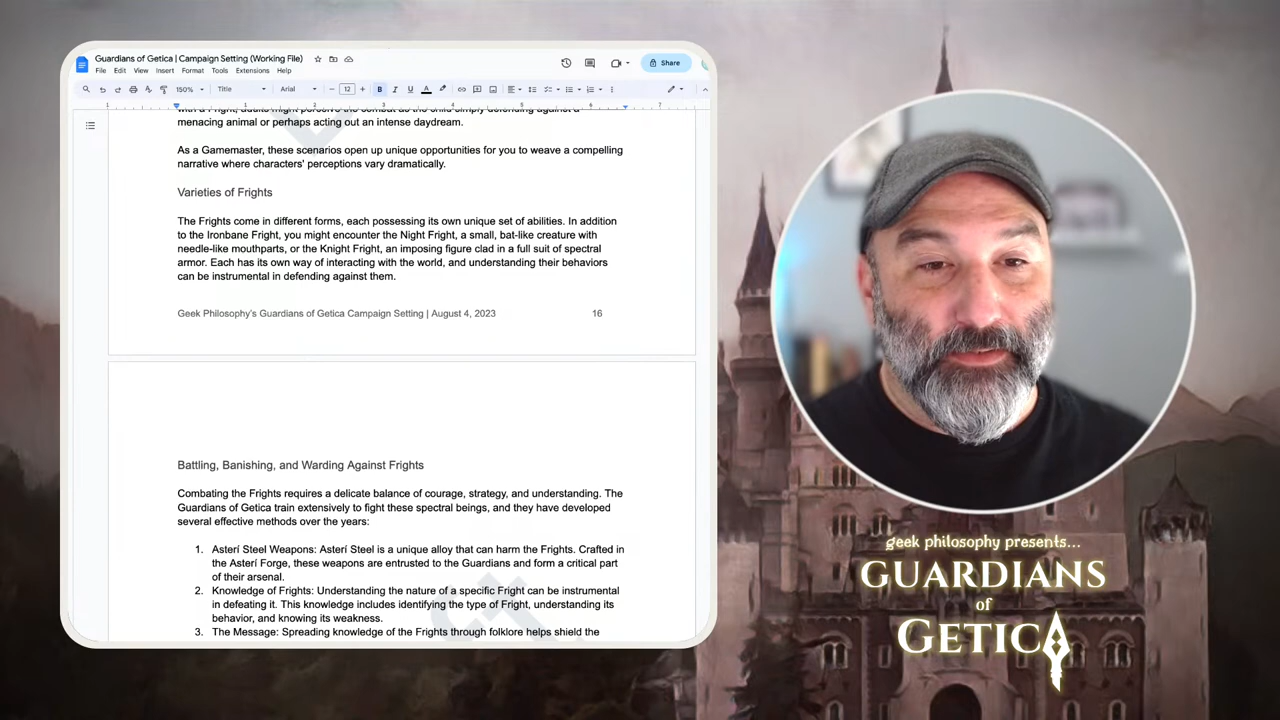 Guardians of Getica | Campaign Setting (Working File)
File Edit View Insert Format Tools Extensions Help
Share
150% Title Arial 12 B I U A
1 1 2 3 4 5 6 7
menacing animal or perhaps acting out an intense daydream.
As a Gamemaster, these scenarios open up unique opportunities for you to weave a compelling
narrative where characters' perceptions vary dramatically.
Varieties of Frights
The Frights come in different forms, each possessing its own unique set of abilities. In addition
to the Ironbane Fright, you might encounter the Night Fright, a small, bat-like creature with
needle-like mouthparts, or the Knight Fright, an imposing figure clad in a full suit of spectral
armor. Each has its own way of interacting with the world, and understanding their behaviors
can be instrumental in defending against them.
Geek Philosophy's Guardians of Getica Campaign Setting | August 4, 2023 16
Battling, Banishing, and Warding Against Frights
Combating the Frights requires a delicate balance of courage, strategy, and understanding. The
Guardians of Getica train extensively to fight these spectral beings, and they have developed
several effective methods over the years:
1. Asterí Steel Weapons: Asterí Steel is a unique alloy that can harm the Frights. Crafted in
the Asterí Forge, these weapons are entrusted to the Guardians and form a critical part
of their arsenal.
2. Knowledge of Frights: Understanding the nature of a specific Fright can be instrumental
in defeating it. This knowledge includes identifying the type of Fright, understanding its
behavior, and knowing its weakness.
3. The Message: Spreading knowledge of the Frights through folklore helps shield the
geek philosophy presents...
GUARDIANS
of
GETICA